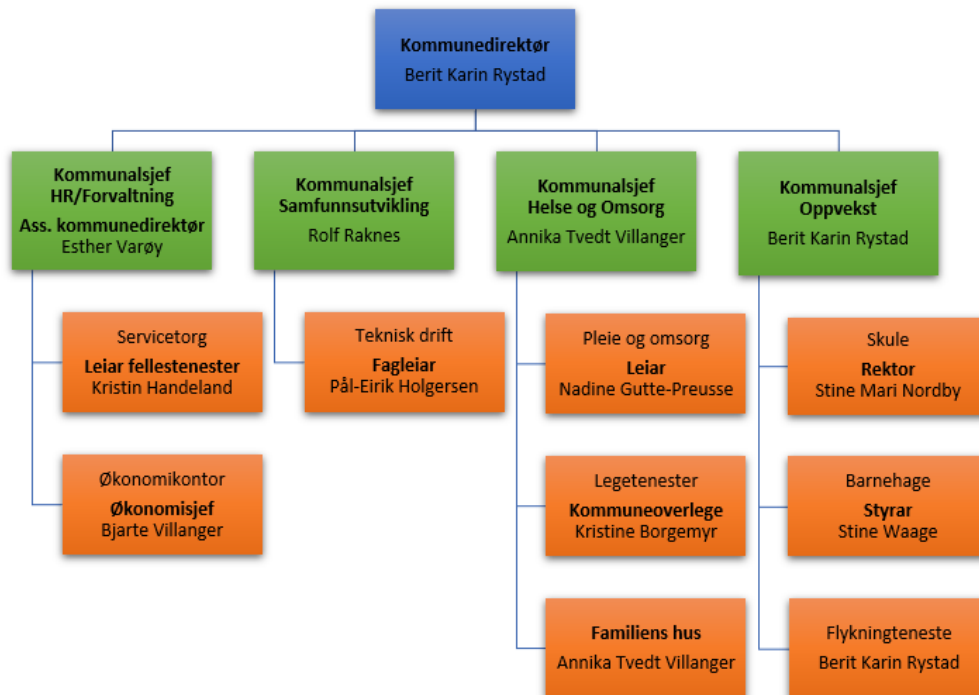 Kommunedirektør
Berit Karin Rystad
Kommunalsjef
HR/Forvaltning
Ass. kommunedirektør
Esther Varøy
Kommunalsjef
Samfunnsutvikling
Rolf Raknes
Kommunalsjef
Helse og Omsorg
Annika Tvedt Villanger
Kommunalsjef
Oppvekst
Berit Karin Rystad
Servicetorg
Leiar fellestenester
Kristin Handeland
Teknisk drift
Fagleiar
Pål-Eirik Holgersen
Pleie og omsorg
Leiar
Nadine Gutte-Preusse
Skule
Rektor
Stine Mari Nordby
Økonomikontor
Økonomisjef
Bjarte Villanger
Legetenester
Kommuneoverlege
Kristine Borgemyr
Barnehage
Styrar
Stine Waage
Familiens hus
Annika Tvedt Villanger
Flykningteneste
Berit Karin Rystad